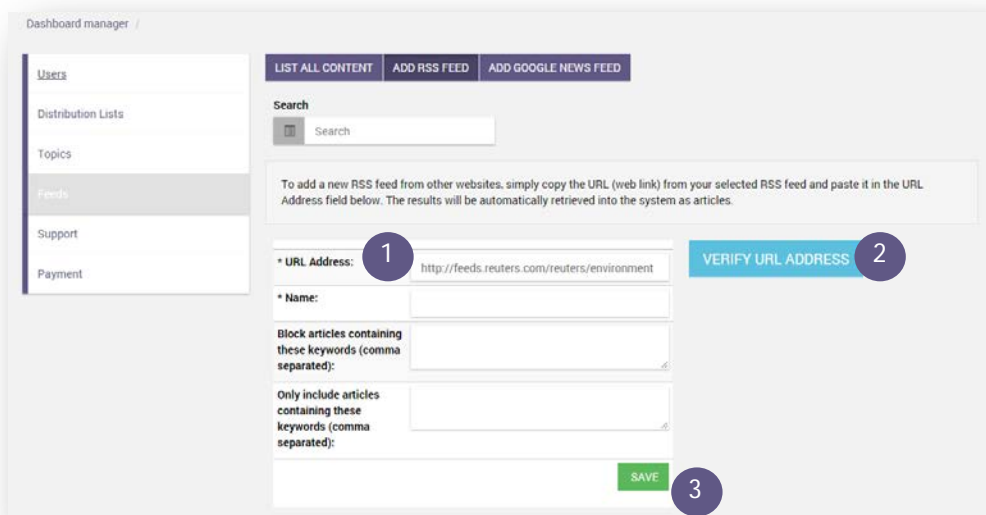 Dashboard manager /
Users
Distribution Lists
Topics
Feeds
Support
Payment
LIST ALL CONTENT ADD RSS FEED ADD GOOGLE NEWS FEED
Search
Search
To add a new RSS feed from other websites, simply copy the URL (web link) from your selected RSS feed and paste it in the URL
Address field below. The results will be automatically retrieved into the system as articles.
* URL Address: 1 http://feeds.reuters.com/reuters/environment VERIFY URL ADDRESS 2
* Name:
Block articles containing
these keywords (comma
separated):
Only include articles
containing these
keywords (comma
separated):
SAVE 3